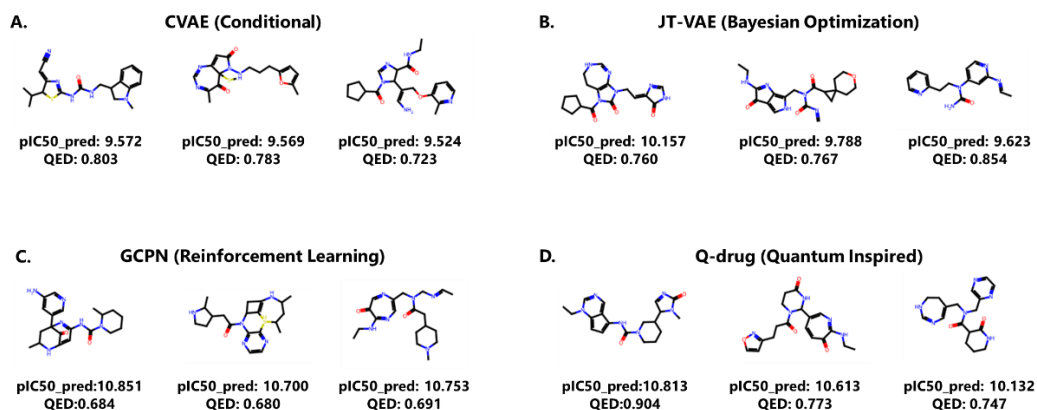 A. CVAE (Conditional)
pIC50_pred: 9.572 pIC50_pred: 9.569 pIC50_pred: 9.524
QED: 0.803 QED: 0.783 QED: 0.723
B. JT-VAE (Bayesian Optimization)
pIC50_pred: 10.157 pIC50_pred: 9.788 pIC50_pred: 9.623
QED: 0.760 QED: 0.767 QED: 0.854
C. GCPN (Reinforcement Learning)
pIC50_pred:10.851 pIC50_pred: 10.700 pIC50_pred: 10.753
QED:0.684 QED: 0.680 QED: 0.691
D. Q-drug (Quantum Inspired)
pIC50_pred:10.813 pIC50_pred: 10.613 pIC50_pred: 10.132
QED:0.904 QED: 0.773 QED: 0.747